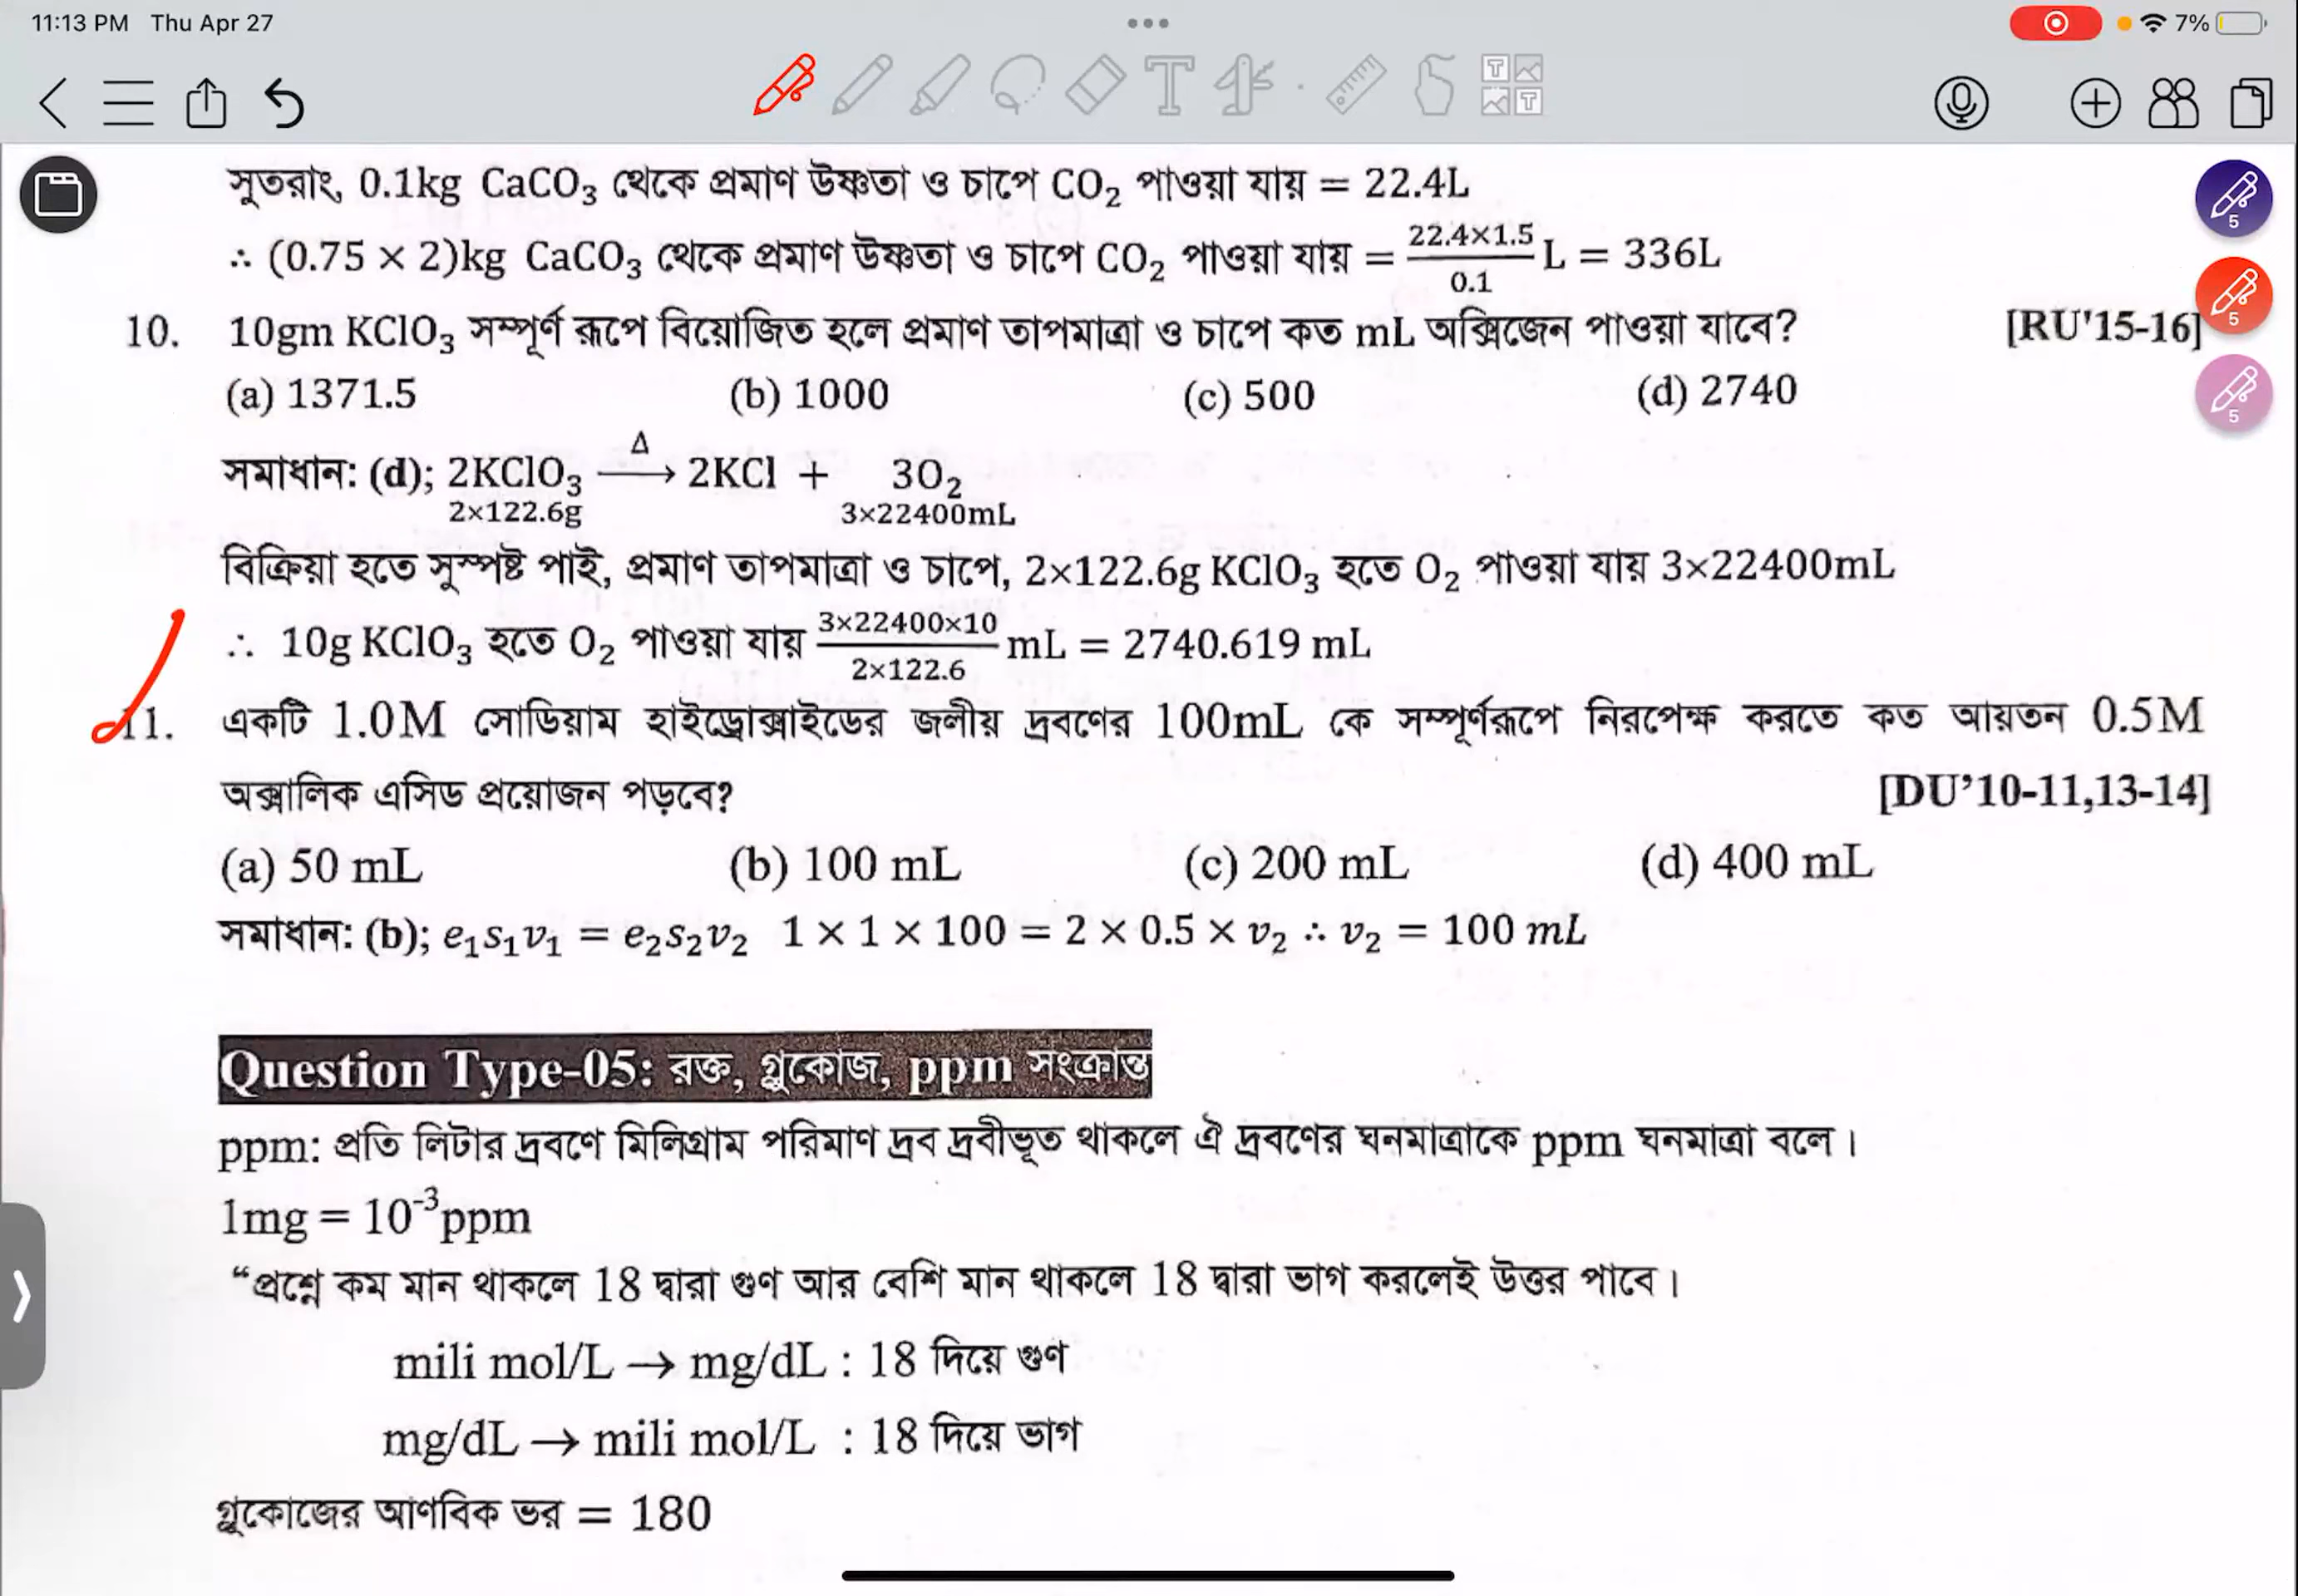 11:13 PM Thu Apr 27
7%
সুতরাং, 0.1kg CaCO₃ থেকে প্রমাণ উষ্ণতা ও চাপে CO₂ পাওয়া যায় = 22.4L
∴ (0.75 × 2)kg CaCO₃ থেকে প্রমাণ উষ্ণতা ও চাপে CO₂ পাওয়া যায় = 22.4×1.5/0.1 L = 336L
10. 10gm KClO₃ সম্পূর্ণ রূপে বিয়োজিত হলে প্রমাণ তাপমাত্রা ও চাপে কত mL অক্সিজেন পাওয়া যাবে? [RU'15-16]
(a) 1371.5 (b) 1000 (c) 500 (d) 2740
সমাধান: (d); 2KClO₃ —Δ→ 2KCl + 3O₂
2×122.6g 3×22400mL
বিক্রিয়া হতে সুস্পষ্ট পাই, প্রমাণ তাপমাত্রা ও চাপে, 2×122.6g KClO₃ হতে O₂ পাওয়া যায় 3×22400mL
∴ 10g KClO₃ হতে O₂ পাওয়া যায় 3×22400×10/2×122.6 mL = 2740.619 mL
11. একটি 1.0M সোডিয়াম হাইড্রোক্সাইডের জলীয় দ্রবণের 100mL কে সম্পূর্ণরূপে নিরপেক্ষ করতে কত আয়তন 0.5M
অক্সালিক এসিড প্রয়োজন পড়বে? [DU'10-11,13-14]
(a) 50 mL (b) 100 mL (c) 200 mL (d) 400 mL
সমাধান: (b); e₁s₁v₁ = e₂s₂v₂ 1 × 1 × 100 = 2 × 0.5 × v₂ ∴ v₂ = 100 mL
Question Type-05: রক্ত, গ্লুকোজ, ppm সংক্রান্ত
ppm: প্রতি লিটার দ্রবণে মিলিগ্রাম পরিমাণ দ্রব দ্রবীভূত থাকলে ঐ দ্রবণের ঘনমাত্রাকে ppm ঘনমাত্রা বলে।
1mg = 10⁻³ppm
“প্রশ্নে কম মান থাকলে 18 দ্বারা গুণ আর বেশি মান থাকলে 18 দ্বারা ভাগ করলেই উত্তর পাবে।
mili mol/L → mg/dL : 18 দিয়ে গুণ
mg/dL → mili mol/L : 18 দিয়ে ভাগ
গ্লুকোজের আণবিক ভর = 180
5
5
5